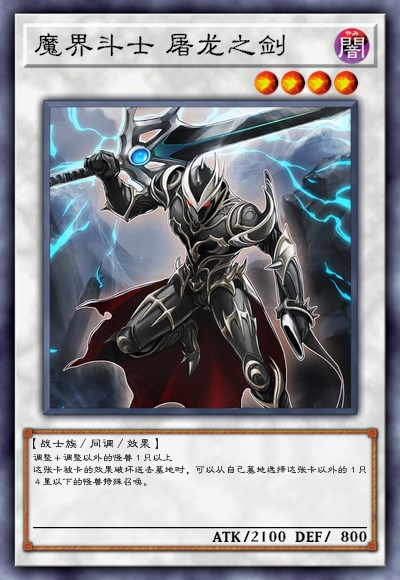 魔界斗士 屠龙之剑
やみ
闇
【战士族／同调／效果】
调整＋调整以外的怪兽１只以上
这张卡被卡的效果破坏送去墓地时，可以从自己墓地选择这张卡以外的１只
４星以下的怪兽特殊召唤。
ATK/2100 DEF/ 800